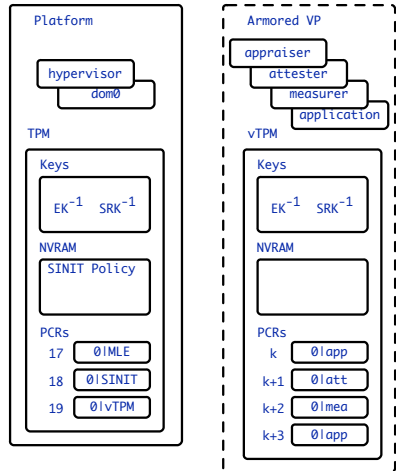 Platform
hypervisor
dom0
TPM
Keys
EK-1 SRK-1
NVRAM
SINIT Policy
PCRs
17 0|MLE
18 0|SINIT
19 0|vTPM
Armored VP
appraiser
attester
measurer
application
vTPM
Keys
EK-1 SRK-1
NVRAM
PCRs
k 0|app
k+1 0|att
k+2 0|mea
k+3 0|app